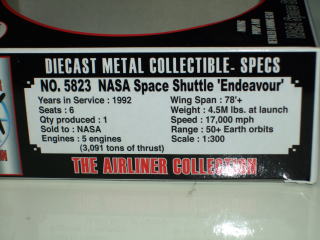 DIECAST METAL COLLECTIBLE- SPECS
NO. 5823 NASA Space Shuttle 'Endeavour'
Years in Service : 1992
Seats : 6
Qty produced : 1
Sold to : NASA
Engines : 5 engines
(3,091 tons of thrust)
Wing Span : 78'+
Weight : 4.5M lbs. at launch
Speed : 17,000 mph
Range : 50+ Earth orbits
Scale : 1:300
THE AIRLINER COLLECTION